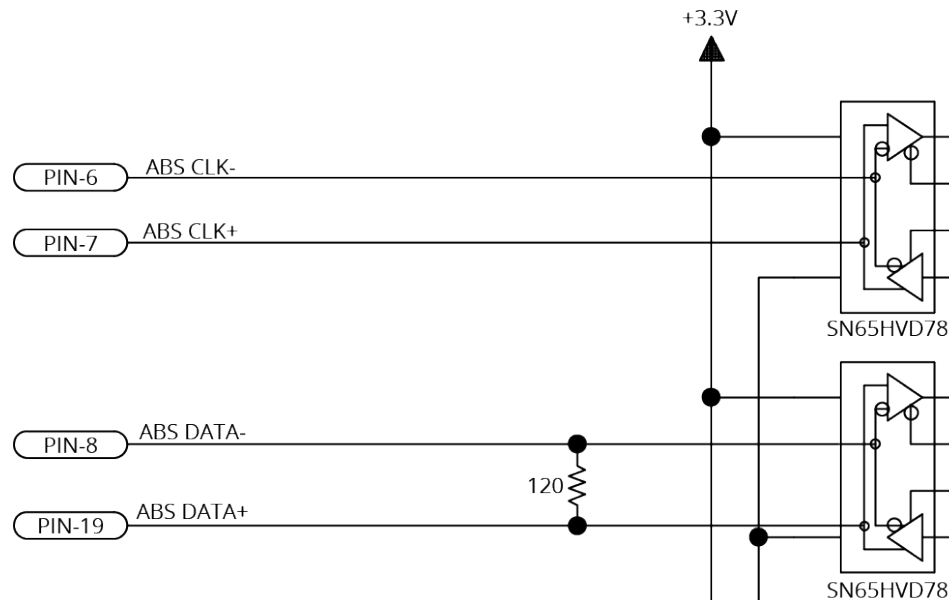 +3.3V
PIN-6 ABS CLK-
PIN-7 ABS CLK+
SN65HVD78
PIN-8 ABS DATA-
120
PIN-19 ABS DATA+
SN65HVD78